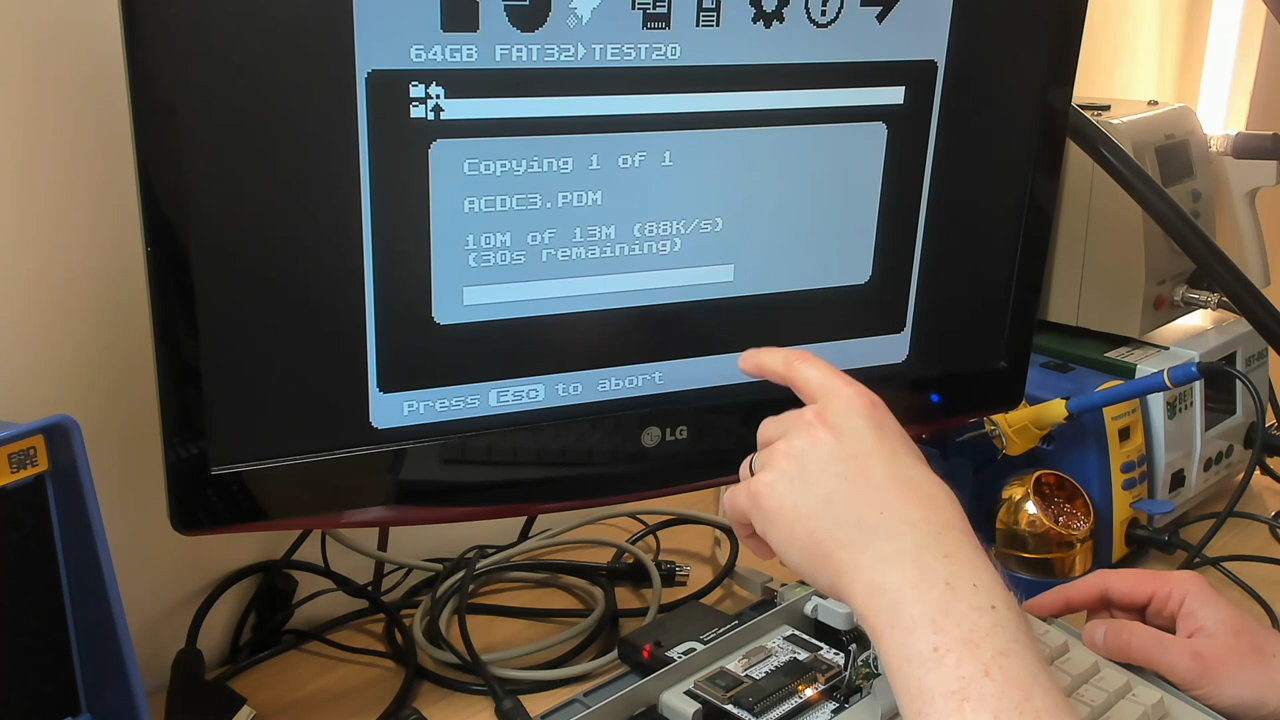 64GB FAT32▸TEST20
Copying 1 of 1
ACDC3.PDM
10M of 13M (88K/s)
(30s remaining)
Press ESC to abort
LG
ESD
SAFE